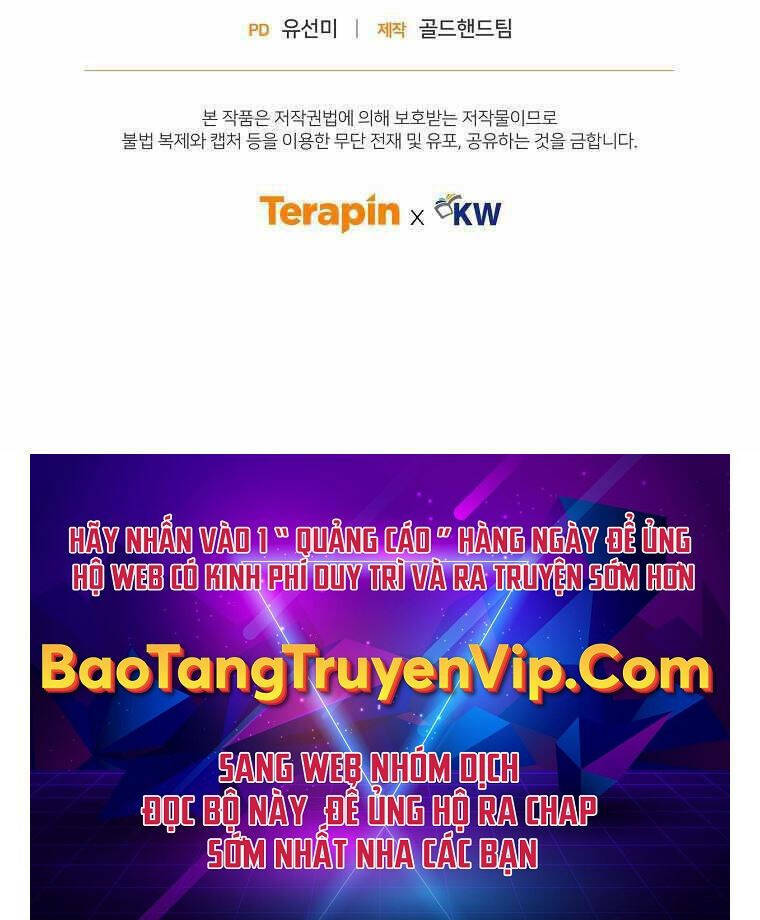 PD 유선미 | 제작 골드핸드팀
본 작품은 저작권법에 의해 보호받는 저작물이므로
불법 복제와 캡처 등을 이용한 무단 전재 및 유포, 공유하는 것을 금합니다.
Terapin x KW
HÃY NHẤN VÀO 1 “ QUẢNG CÁO ” HÀNG NGÀY ĐỂ ỦNG
HỘ WEB CÓ KINH PHÍ DUY TRÌ VÀ RA TRUYỆN SỚM HƠN
BaoTangTruyenVip.Com
SANG WEB NHÓM DỊCH
ĐỌC BỘ NÀY ĐỂ ỦNG HỘ RA CHAP
SỚM NHẤT NHA CÁC BẠN